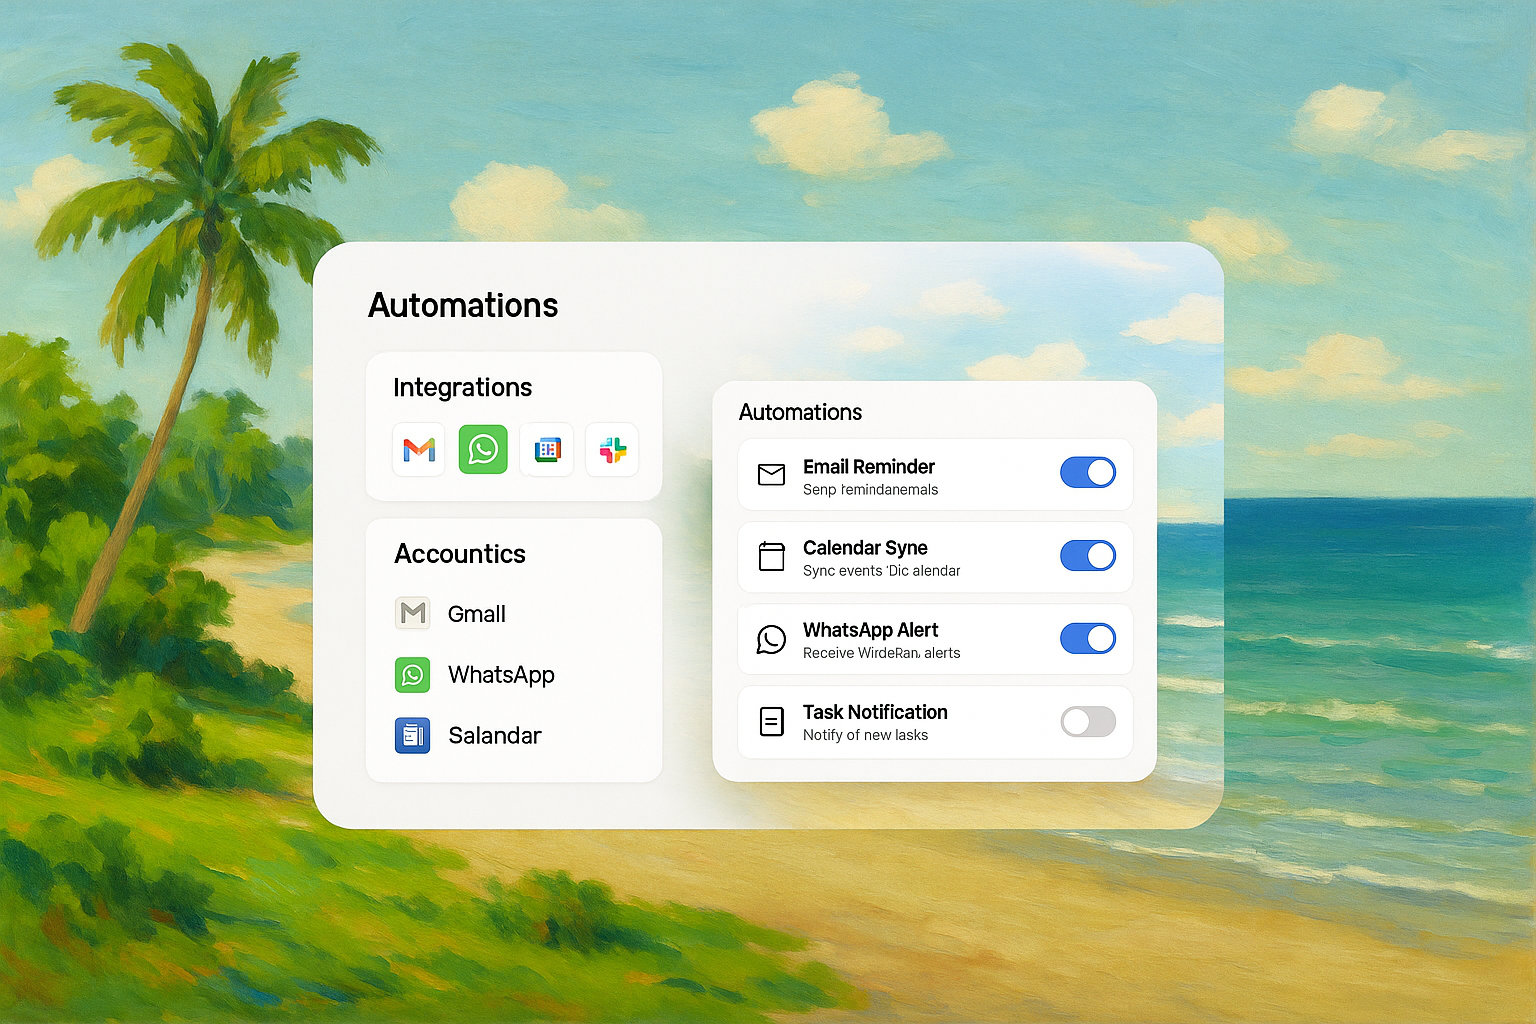 Automations
Integrations
Accountics
Gmall
WhatsApp
Salandar
Automations
Email Reminder
Senp remindanemals
Calendar Syne
Sync events 'Dic alendar
WhatsApp Alert
Receive WirdeRan, alerts
Task Notification
Notify of new lasks